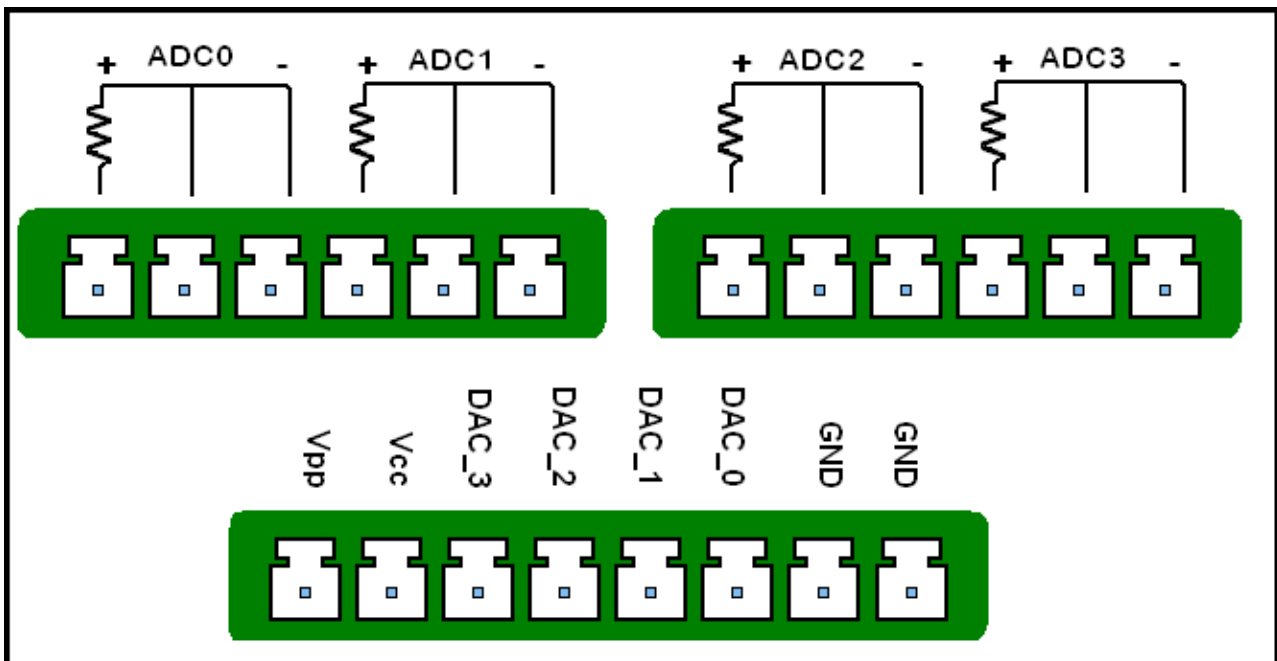 + ADC0 - + ADC1 - + ADC2 - + ADC3 -
Vpp
Vcc
DAC_3
DAC_2
DAC_1
DAC_0
GND
GND